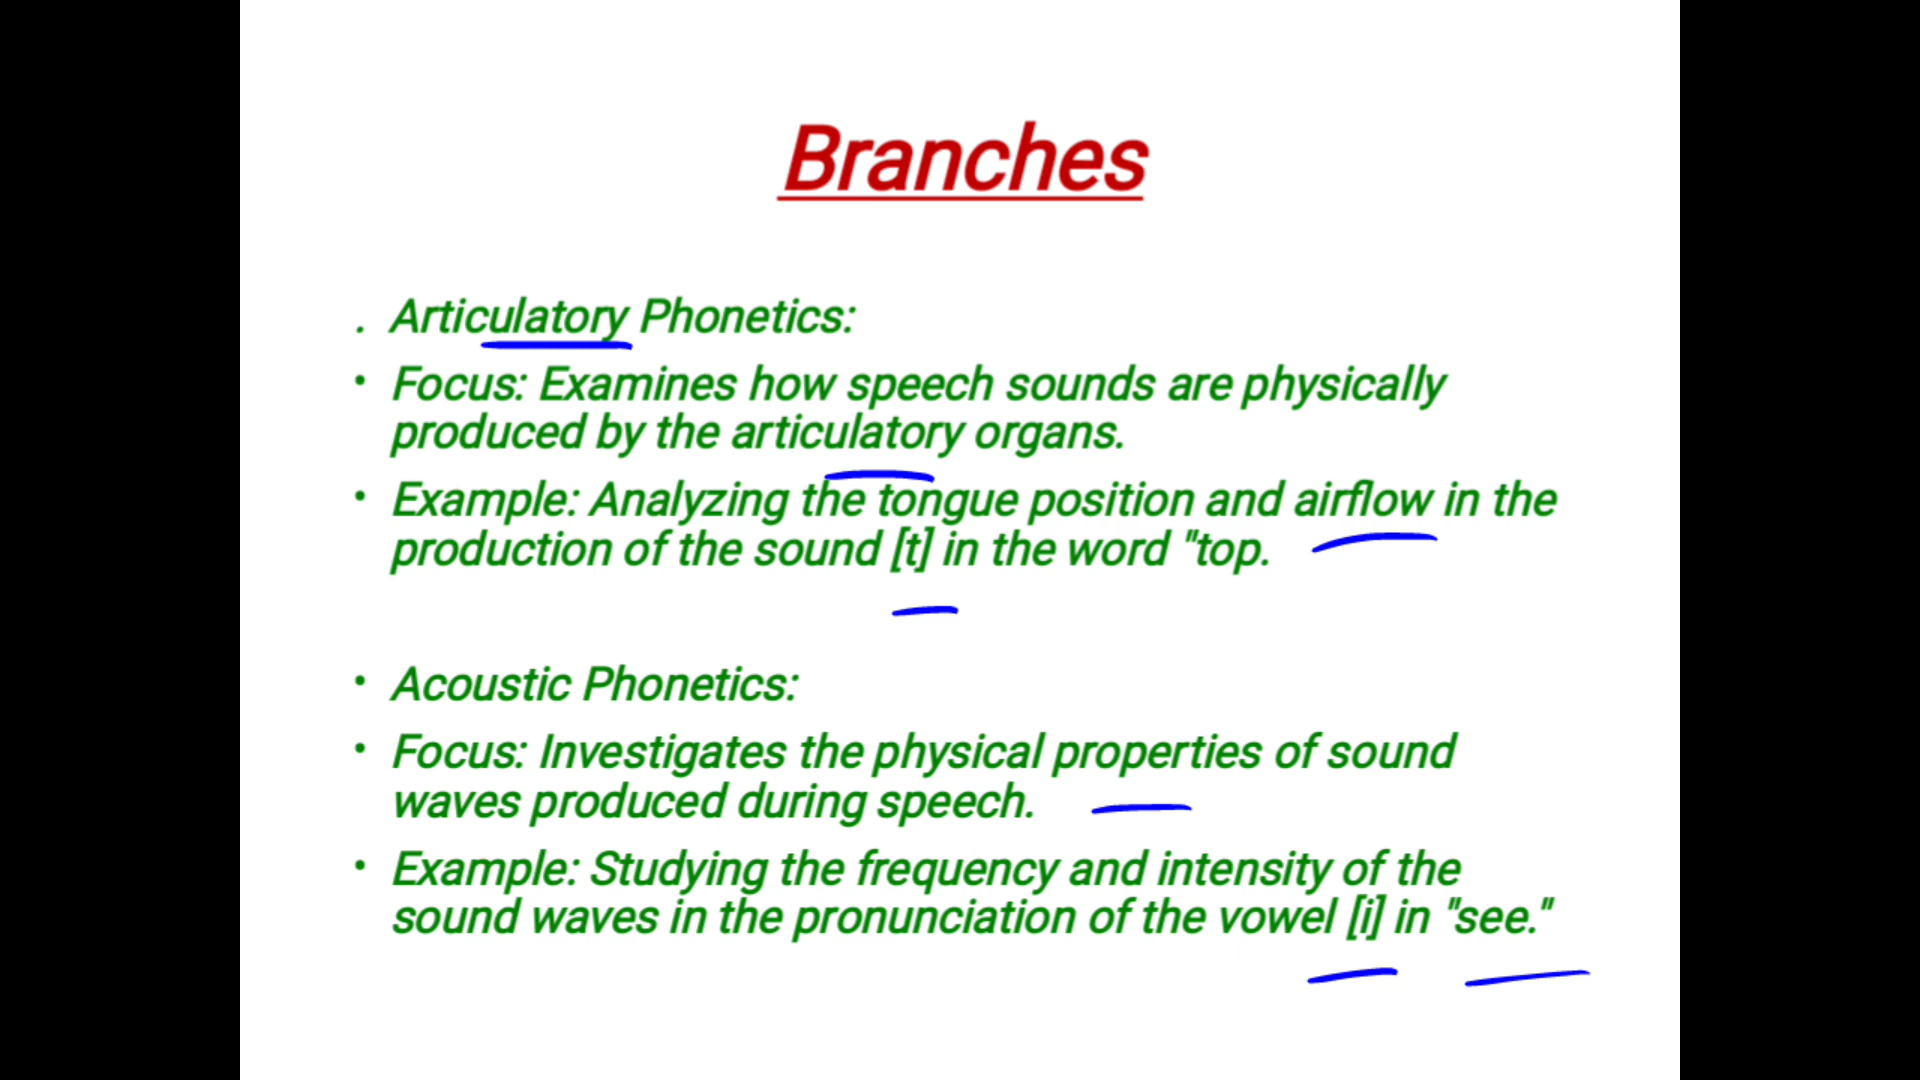 Branches
. Articulatory Phonetics:
• Focus: Examines how speech sounds are physically
produced by the articulatory organs.
• Example: Analyzing the tongue position and airflow in the
production of the sound [t] in the word "top.
• Acoustic Phonetics:
• Focus: Investigates the physical properties of sound
waves produced during speech.
• Example: Studying the frequency and intensity of the
sound waves in the pronunciation of the vowel [i] in "see."